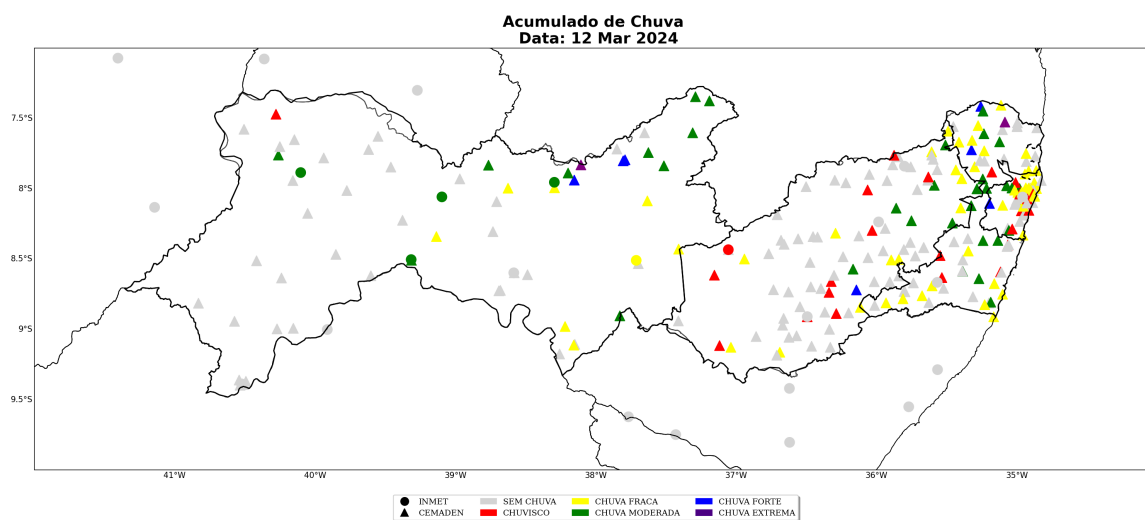 Acumulado de Chuva
Data: 12 Mar 2024
7.5°S
8°S
8.5°S
9°S
9.5°S
41°W 40°W 39°W 38°W 37°W 36°W 35°W
INMET SEM CHUVA CHUVA FRACA CHUVA FORTE
CEMADEN CHUVISCO CHUVA MODERADA CHUVA EXTREMA